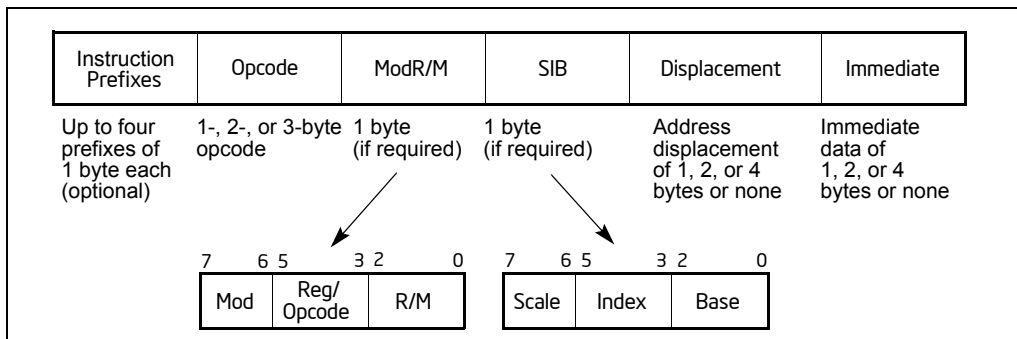 Instruction Prefixes
Opcode
ModR/M
SIB
Displacement
Immediate
Up to four
prefixes of
1 byte each
(optional)
1-, 2-, or 3-byte
opcode
1 byte
(if required)
1 byte
(if required)
Address
displacement
of 1, 2, or 4
bytes or none
Immediate
data of
1, 2, or 4
bytes or none
7 6 5 3 2 0
Mod
Reg/
Opcode
R/M
7 6 5 3 2 0
Scale
Index
Base